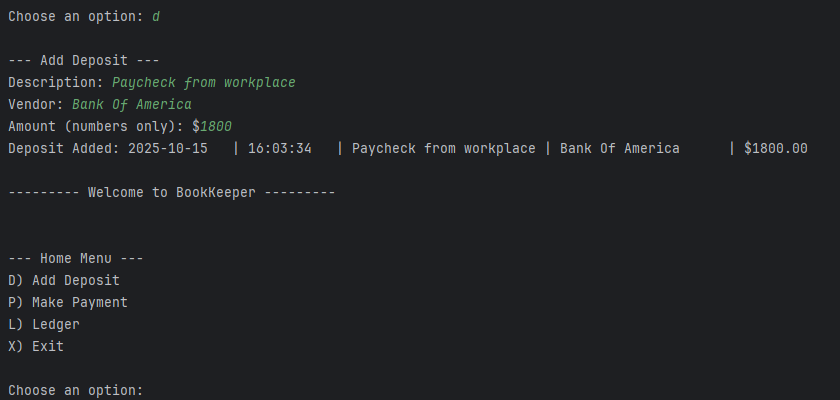 Choose an option: d
--- Add Deposit ---
Description: Paycheck from workplace
Vendor: Bank Of America
Amount (numbers only): $1800
Deposit Added: 2025-10-15   | 16:03:34   | Paycheck from workplace | Bank Of America      | $1800.00
--------- Welcome to BookKeeper ---------
--- Home Menu ---
D) Add Deposit
P) Make Payment
L) Ledger
X) Exit
Choose an option: